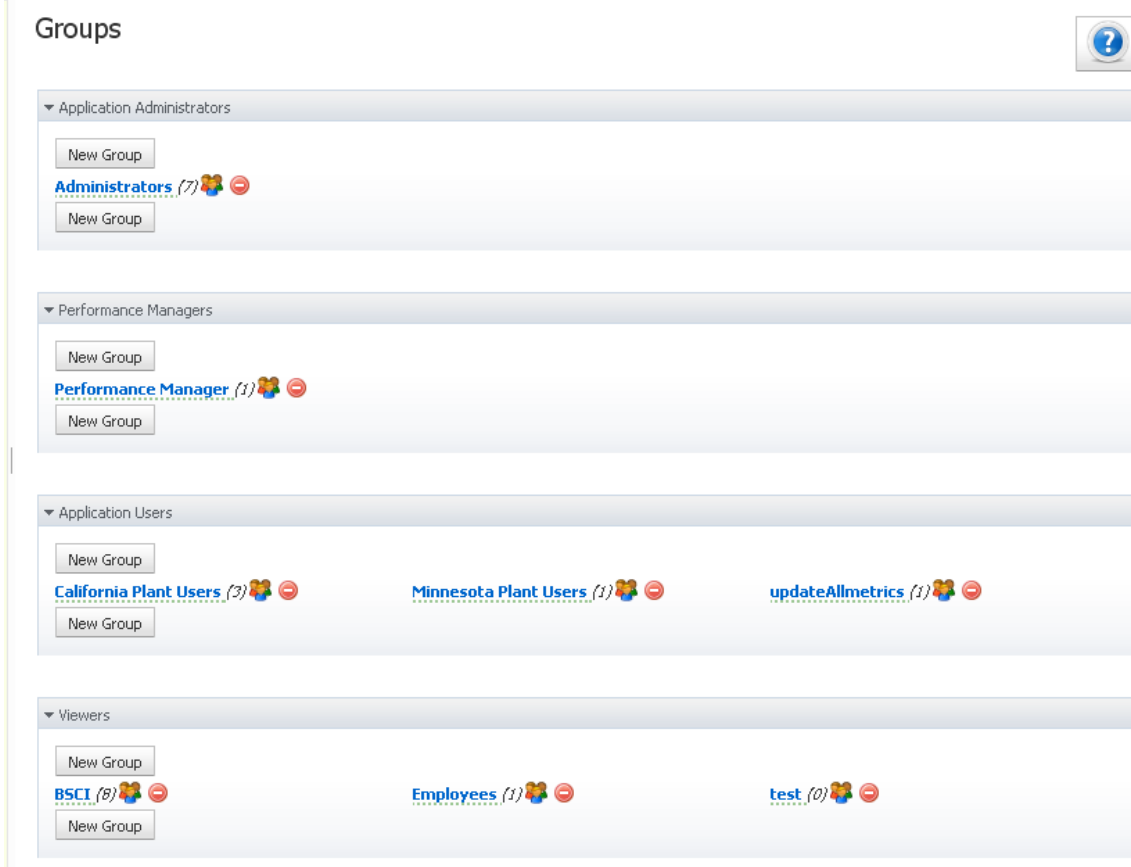 Groups
Application Administrators
New Group
Administrators (7)
New Group
Performance Managers
New Group
Performance Manager (1)
New Group
Application Users
New Group
California Plant Users (3) Minnesota Plant Users (1) updateAllmetrics (1)
New Group
Viewers
New Group
BSCI (8) Employees (1) test (0)
New Group